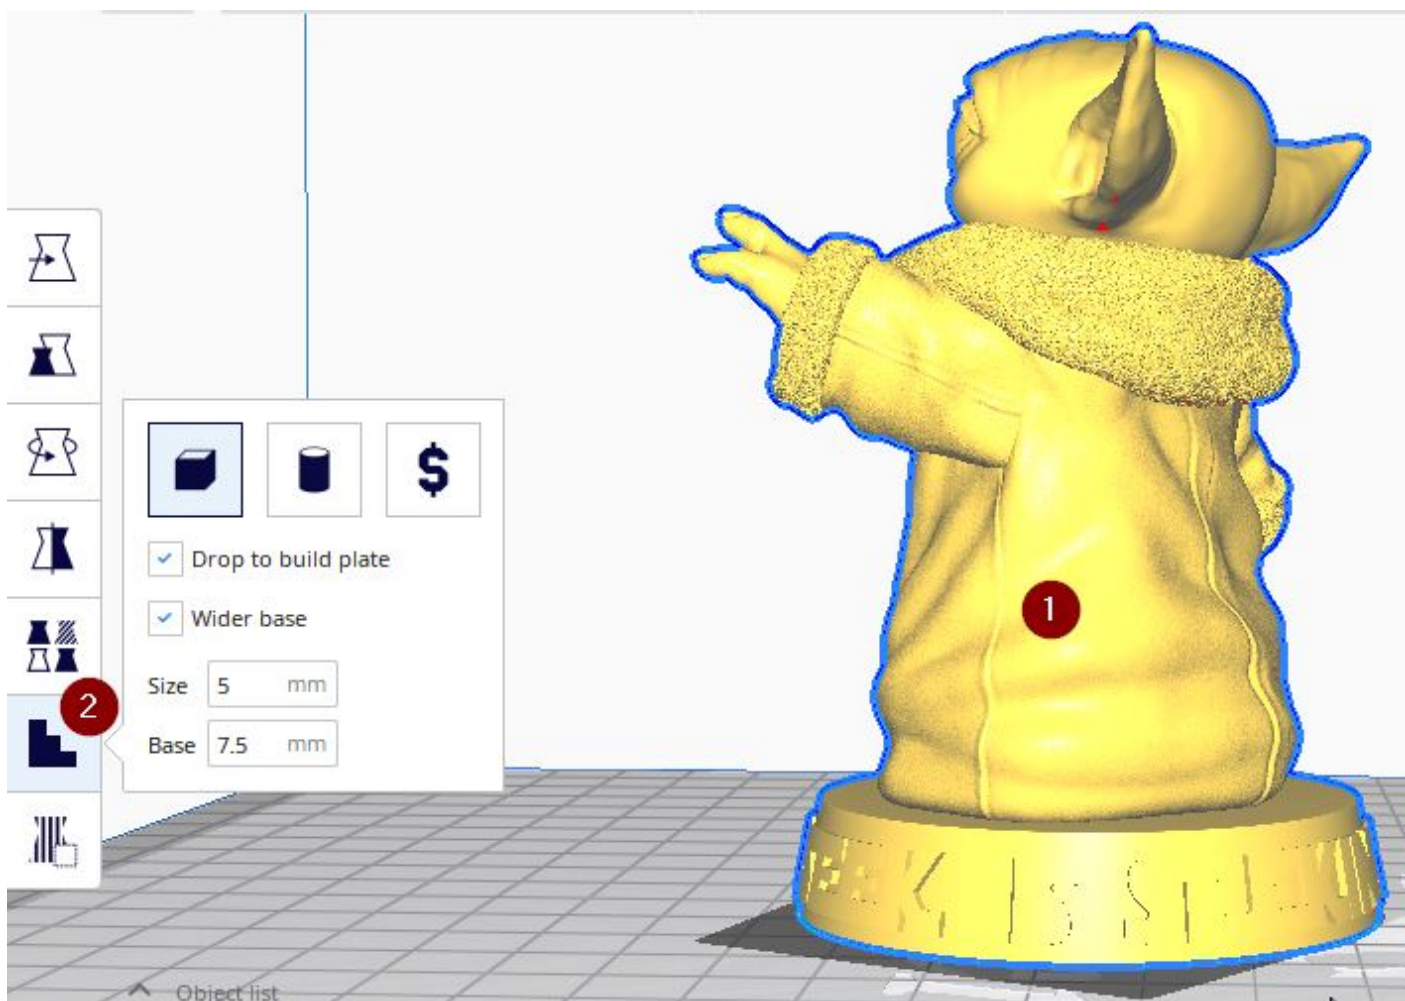 1
$
Drop to build plate
Wider base
2
Size 5 mm
Base 7.5 mm
Object list